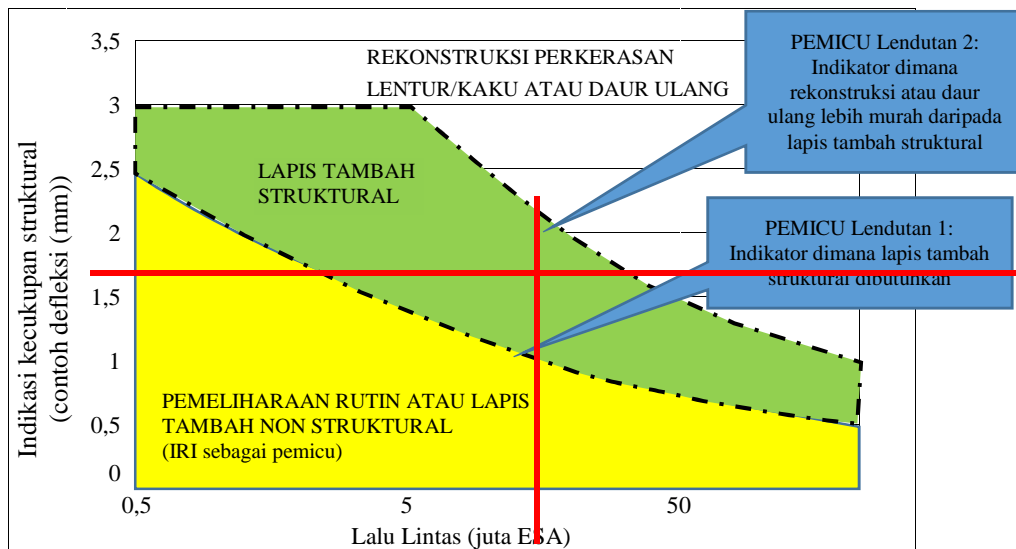 3,5
3
2,5
2
1,5
1
0,5
0
Indikasi kecukupan struktural
(contoh defleksi (mm))
REKONSTRUKSI PERKERASAN
LENTUR/KAKU ATAU DAUR ULANG
LAPIS TAMBAH
STRUKTURAL
PEMELIHARAAN RUTIN ATAU LAPIS
TAMBAH NON STRUKTURAL
(IRI sebagai pemicu)
PEMICU Lendutan 2:
Indikator dimana
rekonstruksi atau daur
ulang lebih murah daripada
lapis tambah struktural
PEMICU Lendutan 1:
Indikator dimana lapis tambah
struktural dibutuhkan
0,5
5
50
Lalu Lintas (juta ESA)